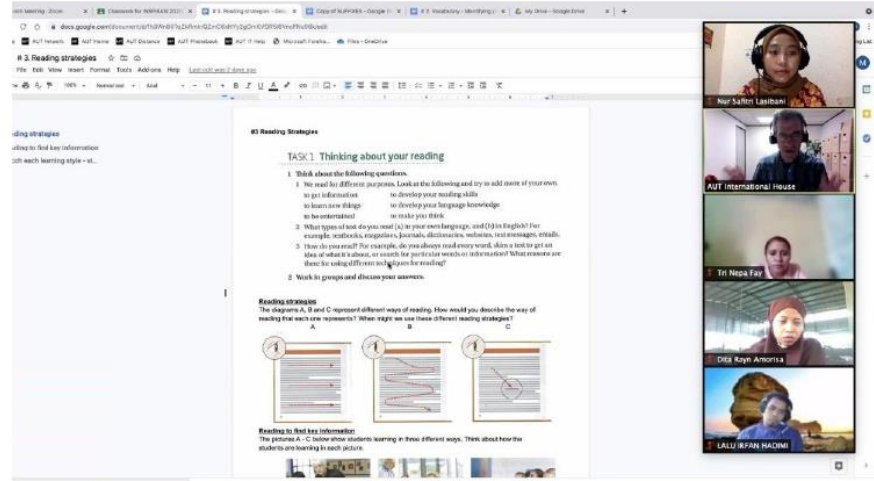 # 3. Reading strategies
File Edit View Insert Format Tools Add-ons Help Last edit was 2 days ago
#3 Reading Strategies
TASK 1 Thinking about your reading
1 Think about the following questions.
1 We read for different purposes. Look at the following and try to add more of your own.
to get information to develop your reading skills
to learn new things to develop your language knowledge
to be entertained to make you think
2 What types of text do you read (a) in your own language, and (b) in English? For
example, textbooks, magazines, journals, dictionaries, websites, text messages, emails.
3 How do you read? For example, do you always read every word, skim a text to get an
idea of what it's about, or search for particular words or information? What reasons are
there for using different techniques for reading?
2 Work in groups and discuss your answers.
Reading strategies
The diagrams A, B and C represent different ways of reading. How would you describe the way of
reading that each one represents? When might we use these different reading strategies?
A B C
Reading to find key information
The pictures A - C below show students learning in three different ways. Think about how the
students are learning in each picture.
Nur Safitri Lasibani
AUT International House
Tri Nepa Fay
Dita Rayn Amorisa
LALU IRFAN HADIMI